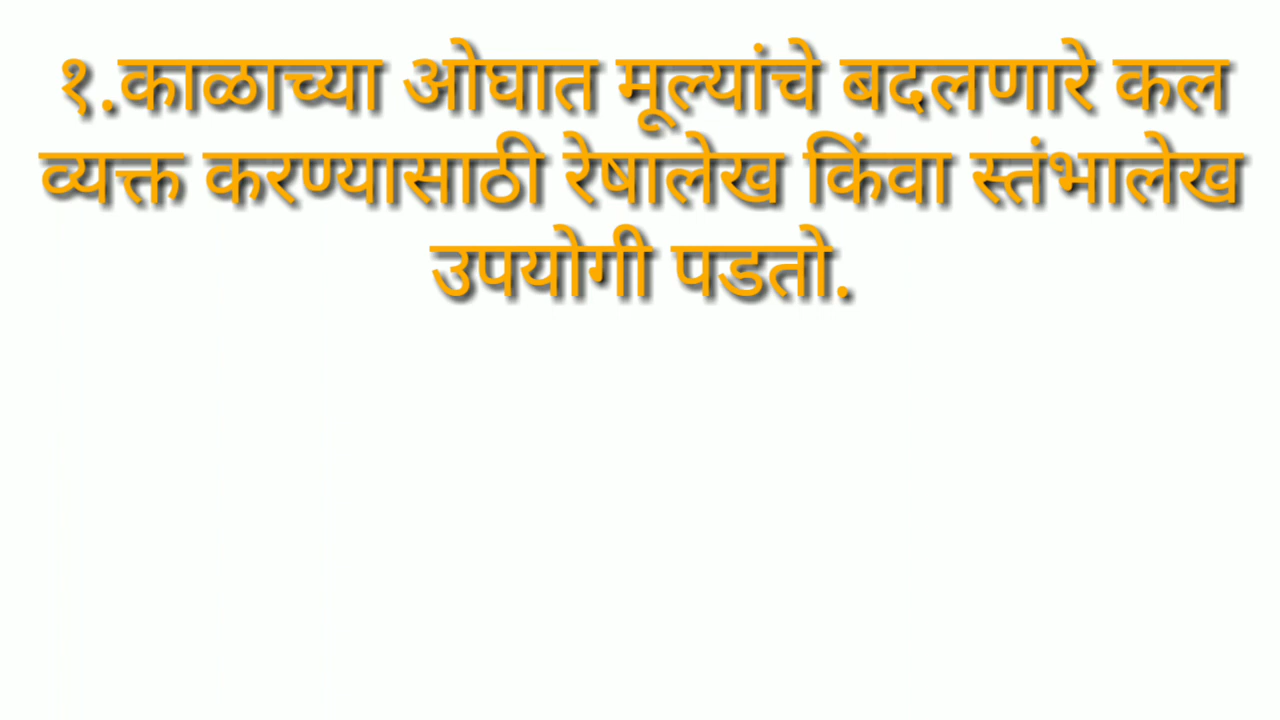 १.काळाच्या ओघात मूल्यांचे बदलणारे कल
व्यक्त करण्यासाठी रेषालेख किंवा स्तंभालेख
उपयोगी पडतो.